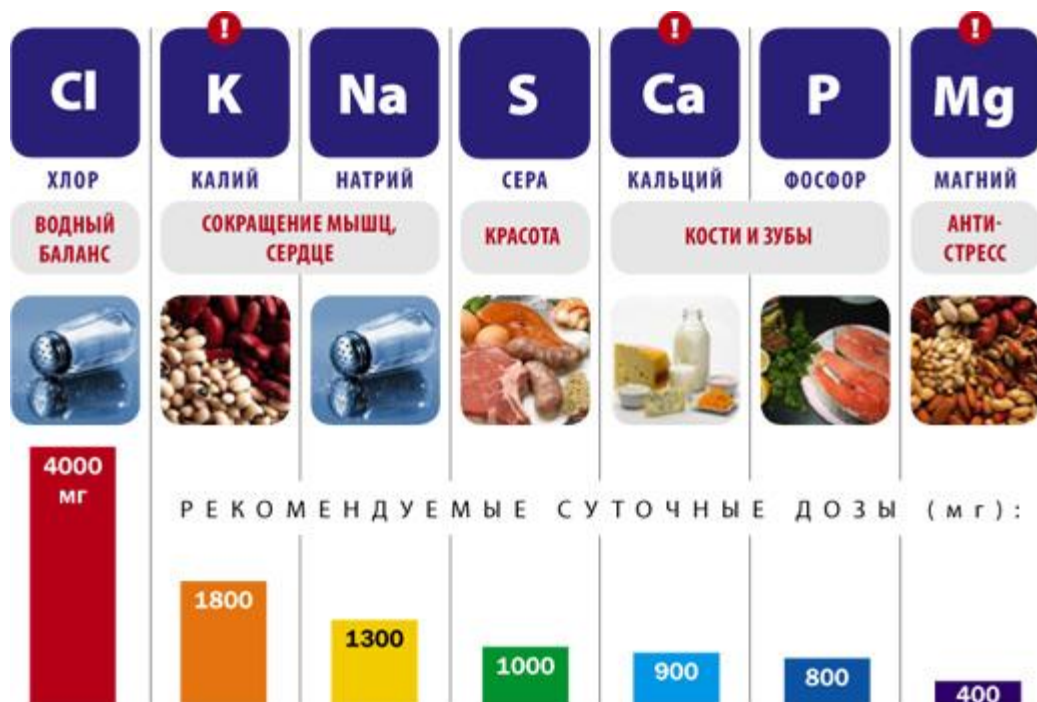 ! ! !
Cl K Na S Ca P Mg
ХЛОР КАЛИЙ НАТРИЙ СЕРА КАЛЬЦИЙ ФОСФОР МАГНИЙ
ВОДНЫЙ
БАЛАНС
СОКРАЩЕНИЕ МЫШЦ,
СЕРДЦЕ
КРАСОТА
КОСТИ И ЗУБЫ
АНТИ-
СТРЕСС
4000
мг
РЕКОМЕНДУЕМЫЕ СУТОЧНЫЕ ДОЗЫ (мг):
1800
1300
1000
900
800
400